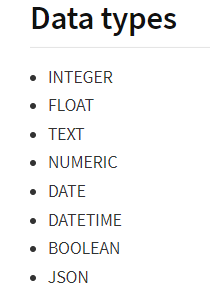 Data types
INTEGER
FLOAT
TEXT
NUMERIC
DATE
DATETIME
BOOLEAN
JSON